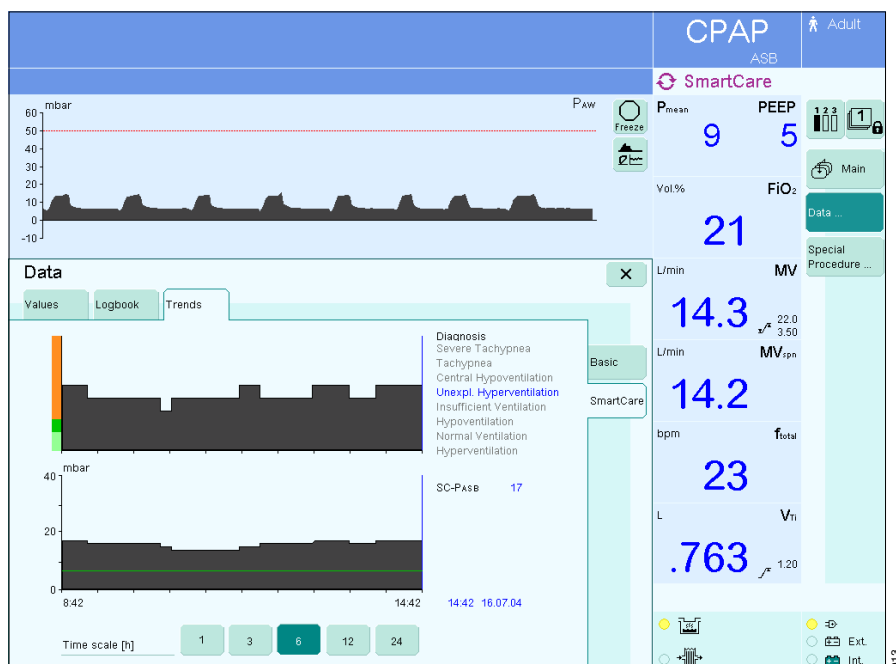 CPAP
ASB
Adult
SmartCare
mbar
PAW
60
50
40
30
20
10
0
-10
Freeze
Pmean
PEEP
9
5
1 2 3
1
Main
Vol.%
FiO2
21
Data ...
Special
Procedure ...
Data
Values
Logbook
Trends
L/min
MV
14.3
22.0
3.50
Diagnosis
Severe Tachypnea
Tachypnea
Central Hypoventilation
Unexpl. Hyperventilation
Insufficient Ventilation
Hypoventilation
Normal Ventilation
Hyperventilation
Basic
SmartCare
L/min
MVspn
14.2
bpm
ftotal
23
mbar
40
20
0
SC-PASB 17
8:42
14:42
14:42 16.07.04
L
VTi
.763
1.20
Time scale [h]
1
3
6
12
24
Ext.
Int.